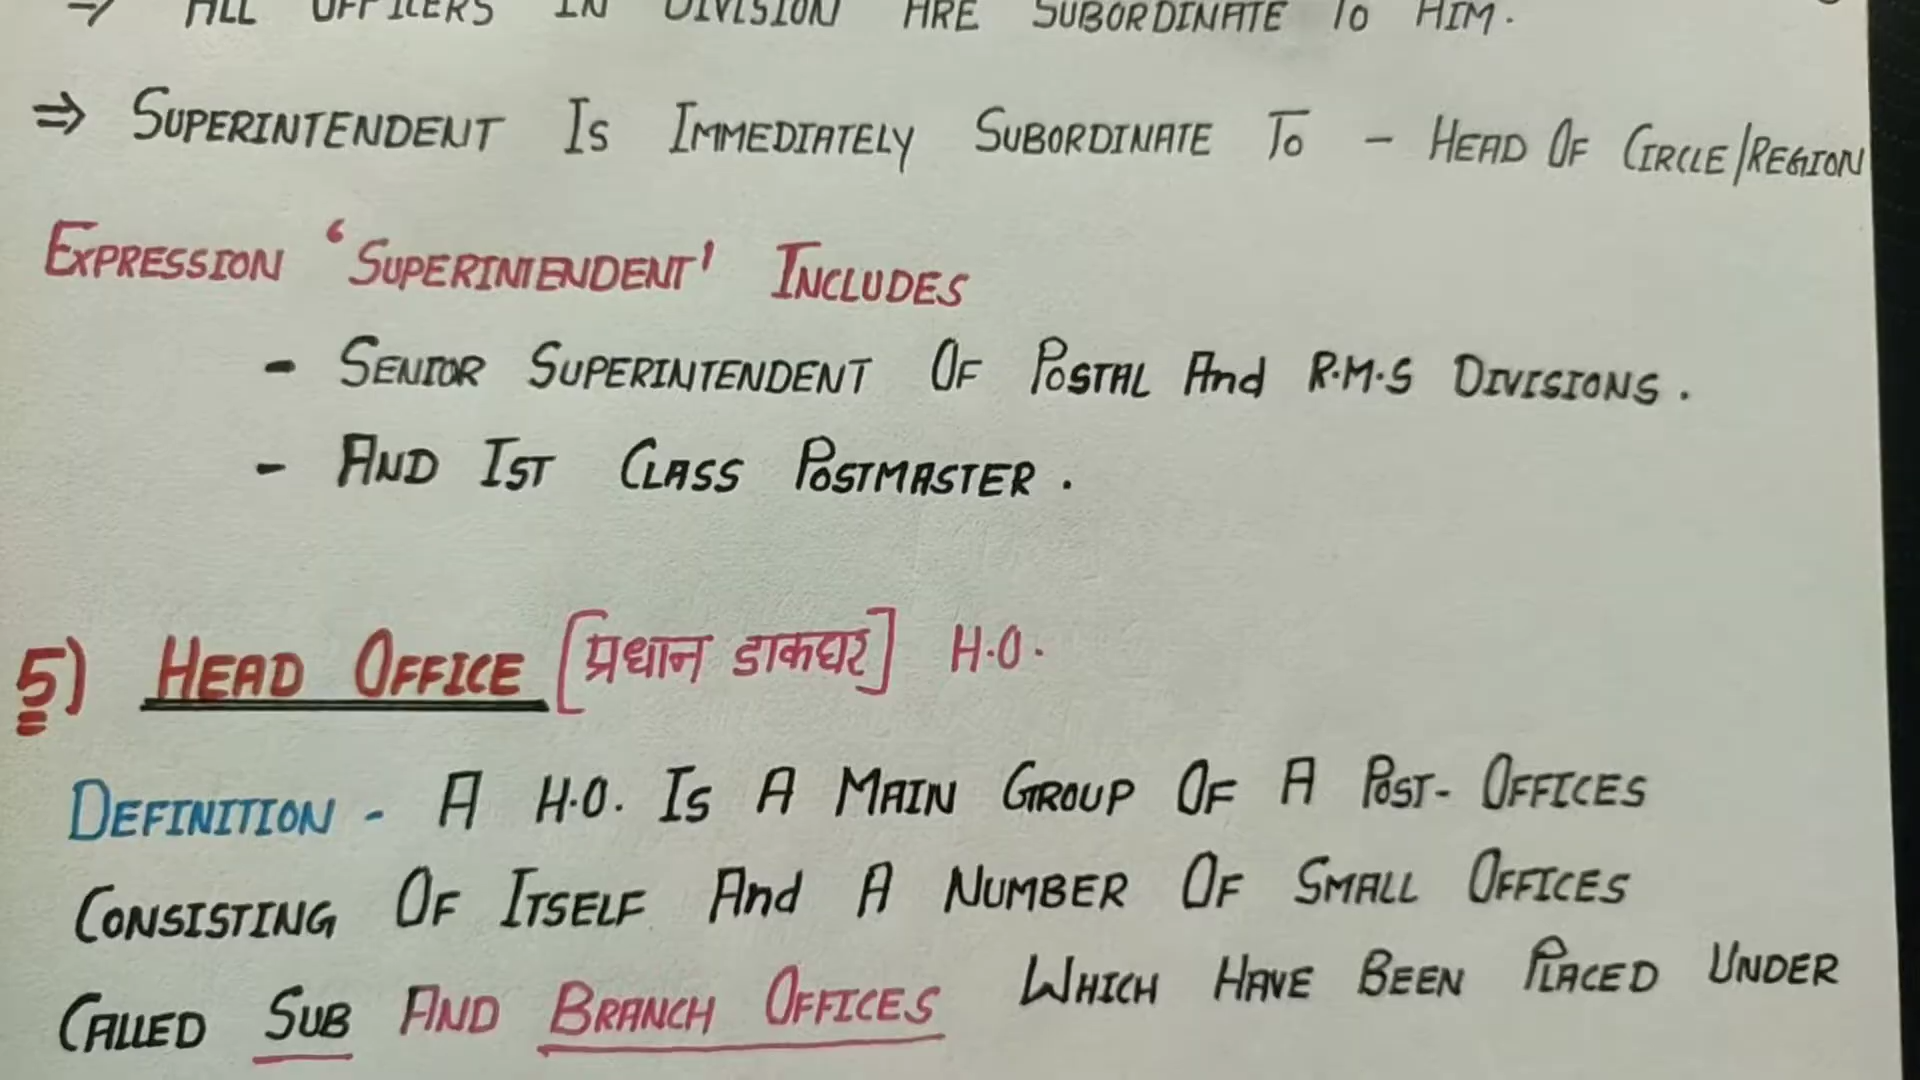 → ALL OFFICERS IN DIVISION ARE SUBORDINATE TO HIM.
⇒ SUPERINTENDENT IS IMMEDIATELY SUBORDINATE TO - HEAD OF CIRCLE/REGION
EXPRESSION ‘SUPERINTENDENT' INCLUDES
- SENIOR SUPERINTENDENT OF POSTAL And R.M.S DIVISIONS.
- AND IST CLASS POSTMASTER.
5) HEAD OFFICE [प्रधान डाकघर] H.O.
DEFINITION - A H.O. IS A MAIN GROUP OF A POST-OFFICES
CONSISTING OF ITSELF And A NUMBER OF SMALL OFFICES
CALLED SUB AND BRANCH OFFICES WHICH HAVE BEEN PLACED UNDER